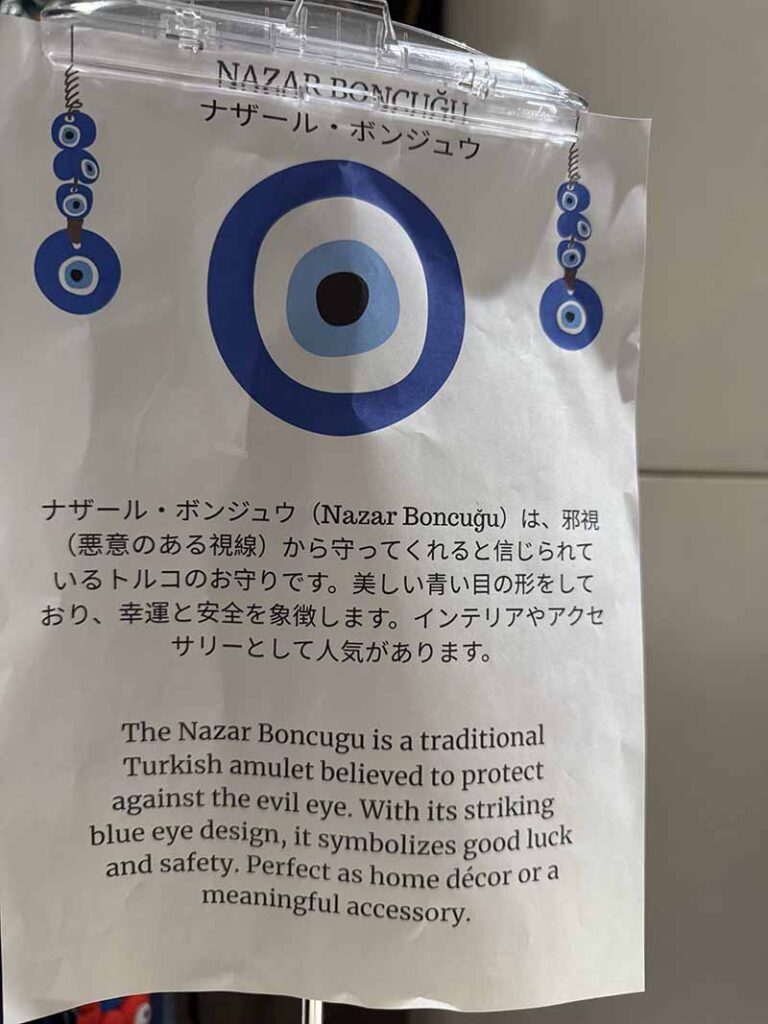 NAZAR BONCUĞU
ナザール・ボンジュウ
ナザール・ボンジュウ（Nazar Boncuğu）は、邪視
（悪意のある視線）から守ってくれると信じられて
いるトルコのお守りです。美しい青い目の形をして
おり、幸運と安全を象徴します。インテリアやアクセ
サリーとして人気があります。
The Nazar Boncugu is a traditional
Turkish amulet believed to protect
against the evil eye. With its striking
blue eye design, it symbolizes good luck
and safety. Perfect as home décor or a
meaningful accessory.